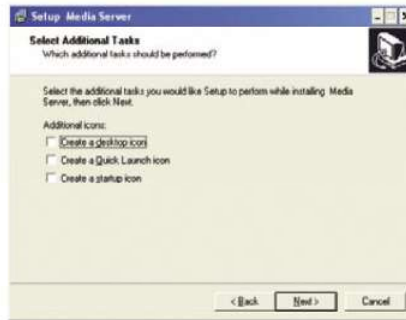 Setup Media Server
Select Additional Tasks
Which additional tasks should be performed?
Select the additional tasks you would like Setup to perform while installing Media
Server, then click Next.
Additional icons:
Create a desktop icon
Create a Quick Launch icon
Create a startup icon
< Back
Next >
Cancel